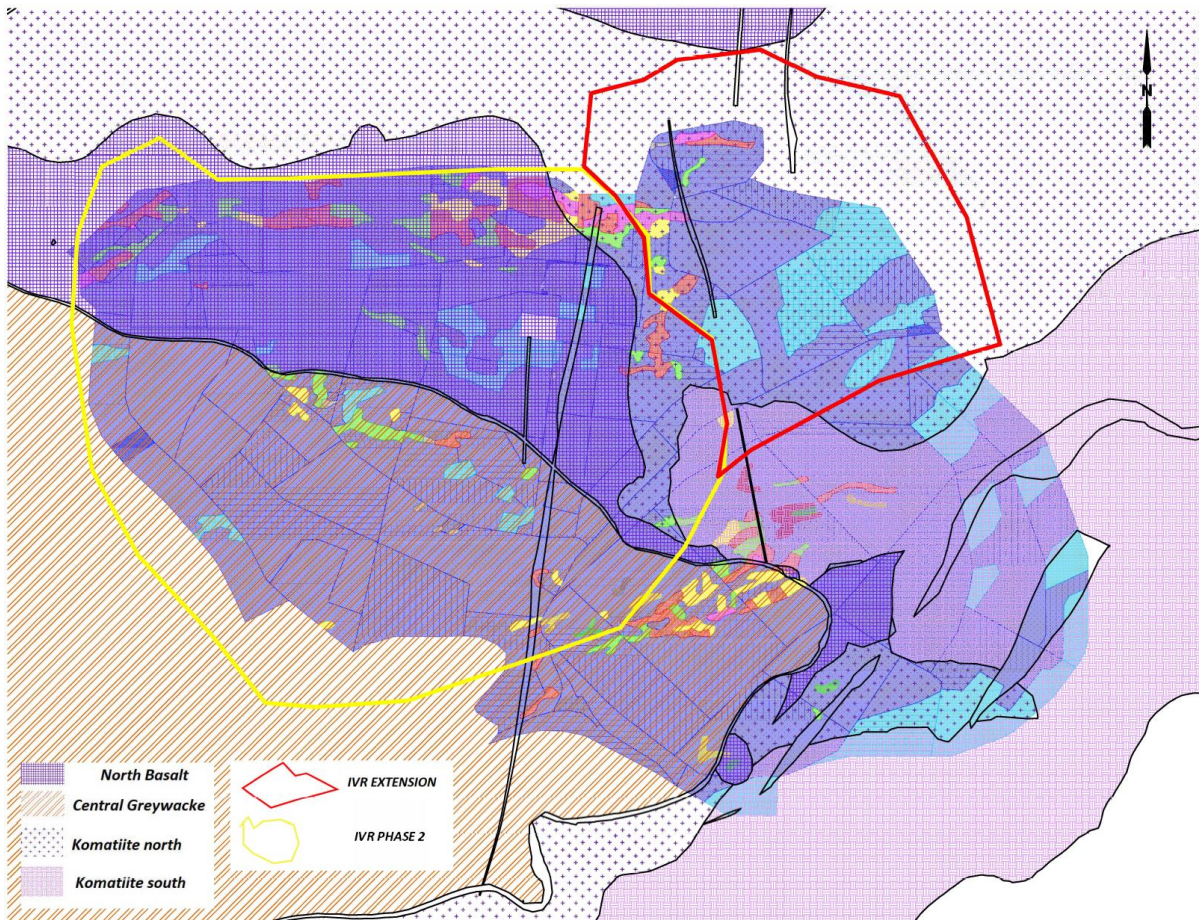 N
North Basalt
Central Greywacke
Komatiite north
Komatiite south
IVR EXTENSION
IVR PHASE 2